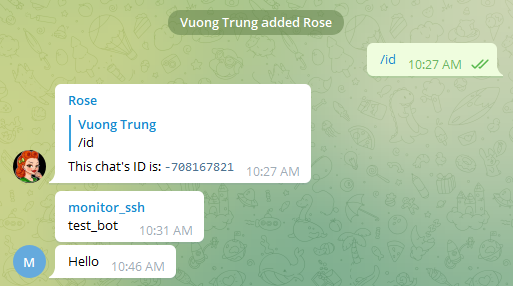 Vuong Trung added Rose
/id 10:27 AM
Rose
Vuong Trung
/id
This chat's ID is: -708167821 10:27 AM
monitor_ssh
test_bot 10:31 AM
M
Hello 10:46 AM